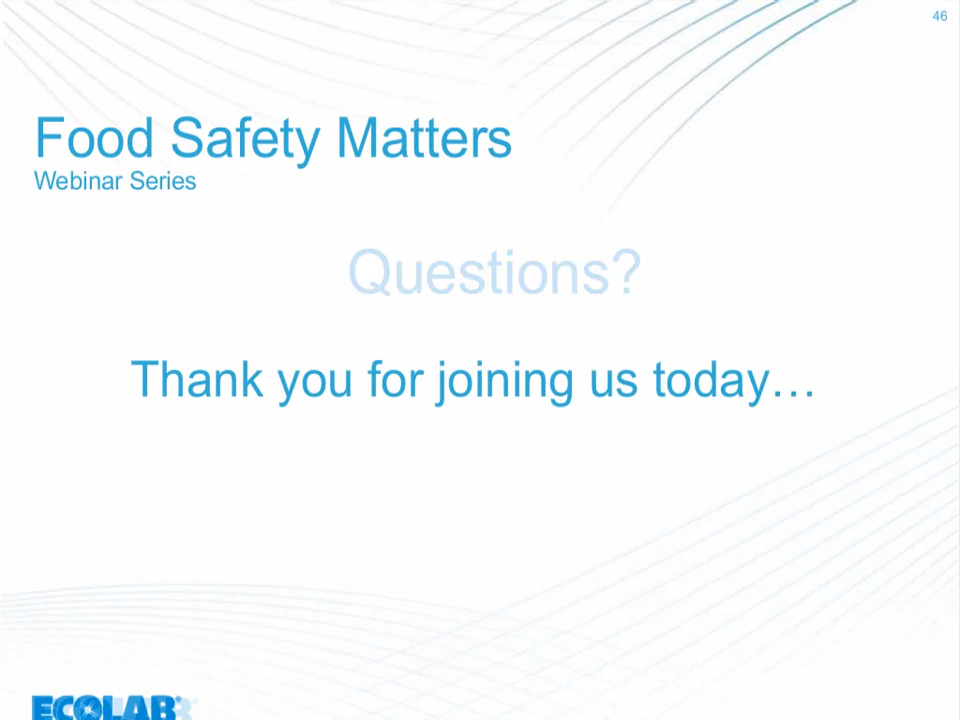 46
Food Safety Matters
Webinar Series
Questions?
Thank you for joining us today…
ECOLAB